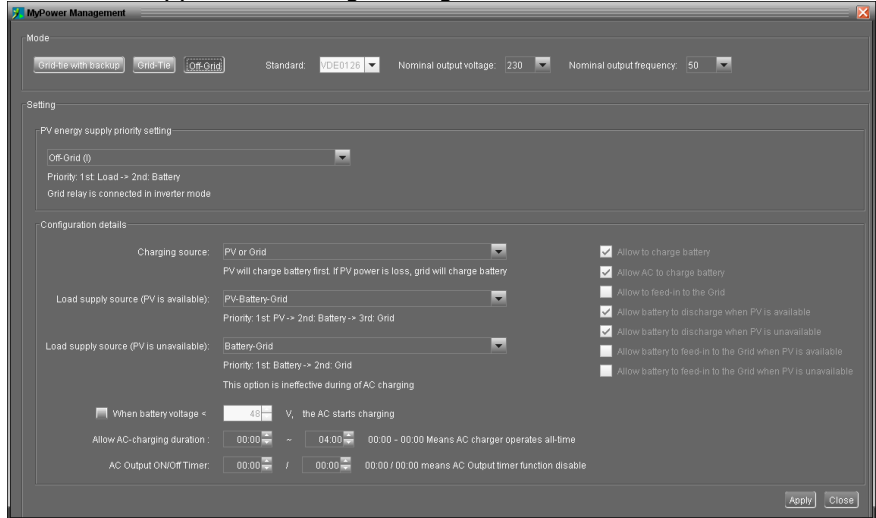 MyPower Management
Mode
Grid-tie with backup Grid-Tie Off-Grid Standard: VDE0126 Nominal output voltage: 230 Nominal output frequency: 50
Setting
PV energy supply priority setting
Off-Grid (I)
Priority: 1st: Load -> 2nd: Battery
Grid relay is connected in inverter mode
Configuration details
Charging source: PV or Grid
PV will charge battery first. If PV power is loss, grid will charge battery
Load supply source (PV is available): PV-Battery-Grid
Priority: 1st: PV -> 2nd: Battery -> 3rd: Grid
Load supply source (PV is unavailable): Battery-Grid
Priority: 1st: Battery -> 2nd: Grid
This option is ineffective during of AC charging
When battery voltage < 48 V, the AC starts charging
Allow AC-charging duration : 00:00 ~ 04:00 00:00 - 00:00 Means AC charger operates all-time
AC Output ON/Off Timer: 00:00 / 00:00 00:00 / 00:00 means AC Output timer function disable
Allow to charge battery
Allow AC to charge battery
Allow to feed-in to the Grid
Allow battery to discharge when PV is available
Allow battery to discharge when PV is unavailable
Allow battery to feed-in to the Grid when PV is available
Allow battery to feed-in to the Grid when PV is unavailable
Apply Close